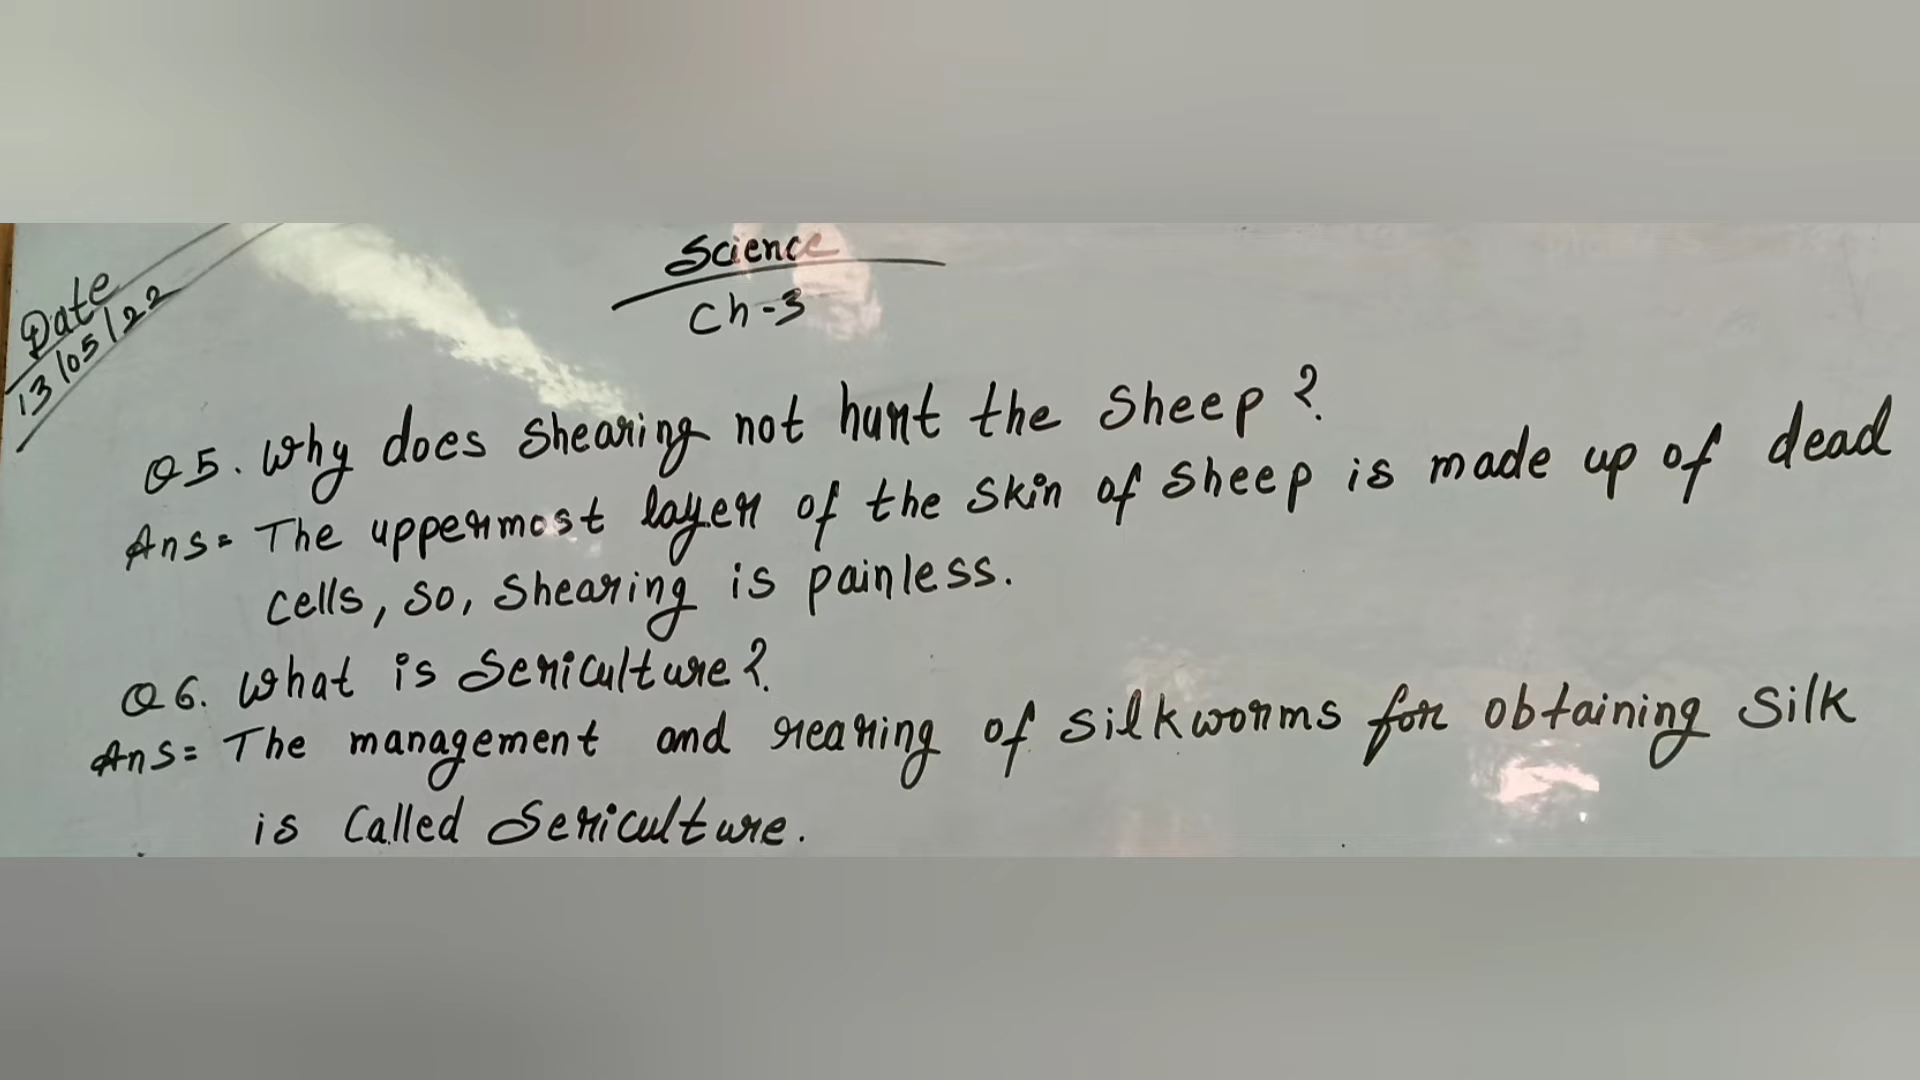 Date
13/05/22
Science
Ch-3
Q5. Why does Shearing not hurt the Sheep?
Ans= The uppermost layer of the skin of sheep is made up of dead
cells, so, shearing is painless.
Q6. What is Sericulture?
Ans= The management and rearing of silkworms for obtaining silk
is Called Sericulture.